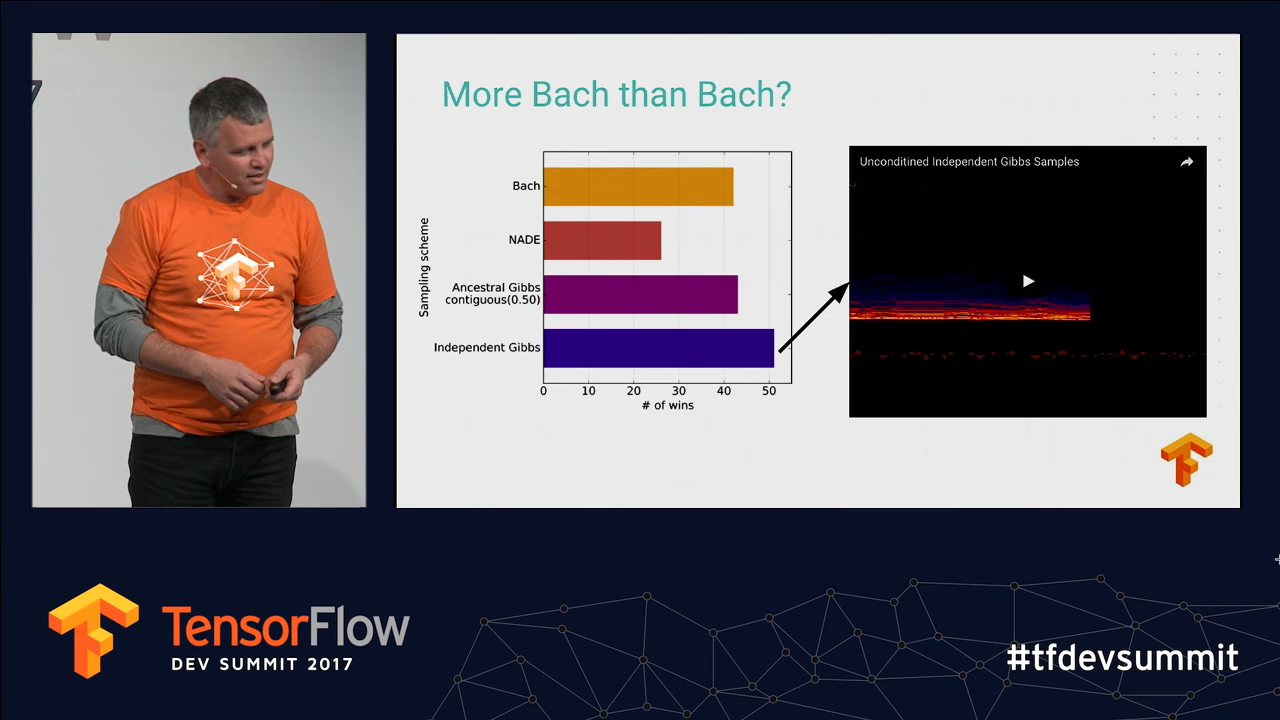 More Bach than Bach?
Sampling scheme
Bach
NADE
Ancestral Gibbs
contiguous(0.50)
Independent Gibbs
0 10 20 30 40 50
# of wins
Unconditined Independent Gibbs Samples
TensorFlow
DEV SUMMIT 2017
#tfdevsummit